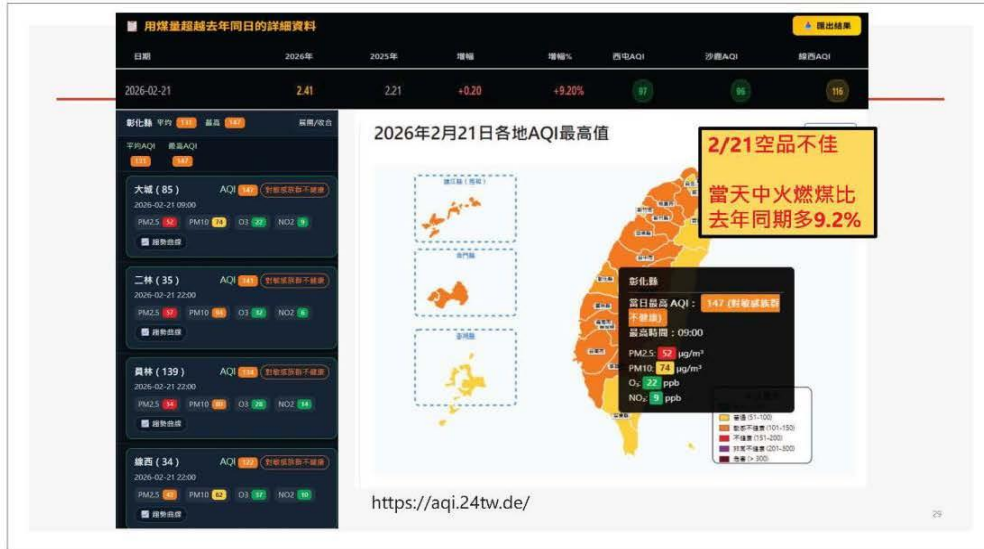 用煤量超越去年同日的詳細資料
匯出結果
日期 2026年 2025年 增幅 增幅% 西屯AQI 沙鹿AQI 線西AQI
2026-02-21 2.41 2.21 +0.20 +9.20% 97 96 116
彰化縣 平均 131 最高 147 展開/收合
平均AQI 最高AQI
131 147
大城 (85) AQI 147 對敏感族群不健康
2026-02-21 09:00
PM2.5 52 PM10 74 O3 22 NO2 9
趨勢曲線
二林 (35) AQI 141 對敏感族群不健康
2026-02-21 22:00
PM2.5 57 PM10 94 O3 32 NO2 6
趨勢曲線
員林 (139) AQI 134 對敏感族群不健康
2026-02-21 22:00
PM2.5 54 PM10 80 O3 28 NO2 14
趨勢曲線
線西 (34) AQI 122 對敏感族群不健康
2026-02-21 22:00
PM2.5 42 PM10 62 O3 37 NO2 10
趨勢曲線
2026年2月21日各地AQI最高值
2/21空品不佳
當天中火燃煤比
去年同期多9.2%
連江縣 (馬祖)
金門縣
澎湖縣
彰化縣
當日最高 AQI： 147 (對敏感族群
不健康)
最高時間：09:00
PM2.5: 52 μg/m³
PM10: 74 μg/m³
O₃: 22 ppb
NO₂: 9 ppb
普通 (51-100)
敏感不健康 (101-150)
不健康 (151-200)
非常不健康 (201-300)
危害 (> 300)
https://aqi.24tw.de/
29